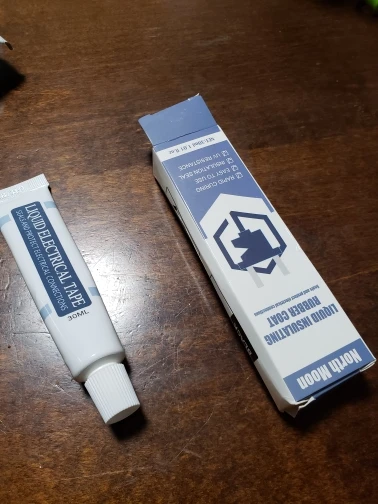 LIQUID ELECTRICAL TAPE
SEAL AND PROTECT ELECTRICAL CONNECTIONS
30ML
North Moon
LIQUID INSULATING
RUBBER COAT
RAPID CURING
EASY TO USE
INSULATION SEAL
UV RESISTANCE